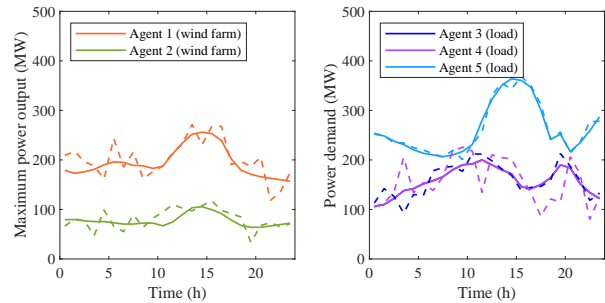 500
400
300
200
100
0
0
5
10
15
20
Time (h)
Maximum power output (MW)
Agent 1 (wind farm)
Agent 2 (wind farm)
500
400
300
200
100
0
0
5
10
15
20
Time (h)
Power demand (MW)
Agent 3 (load)
Agent 4 (load)
Agent 5 (load)